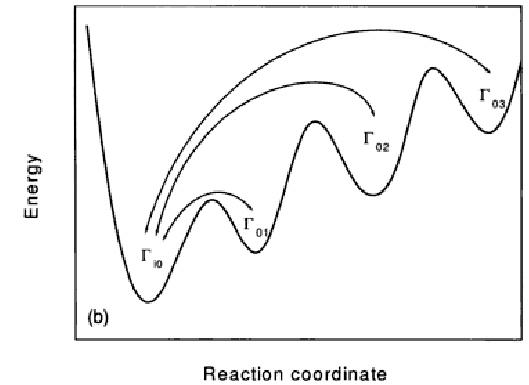 Energy
Γ03
Γ02
Γ01
Γi0
(b)
Reaction coordinate